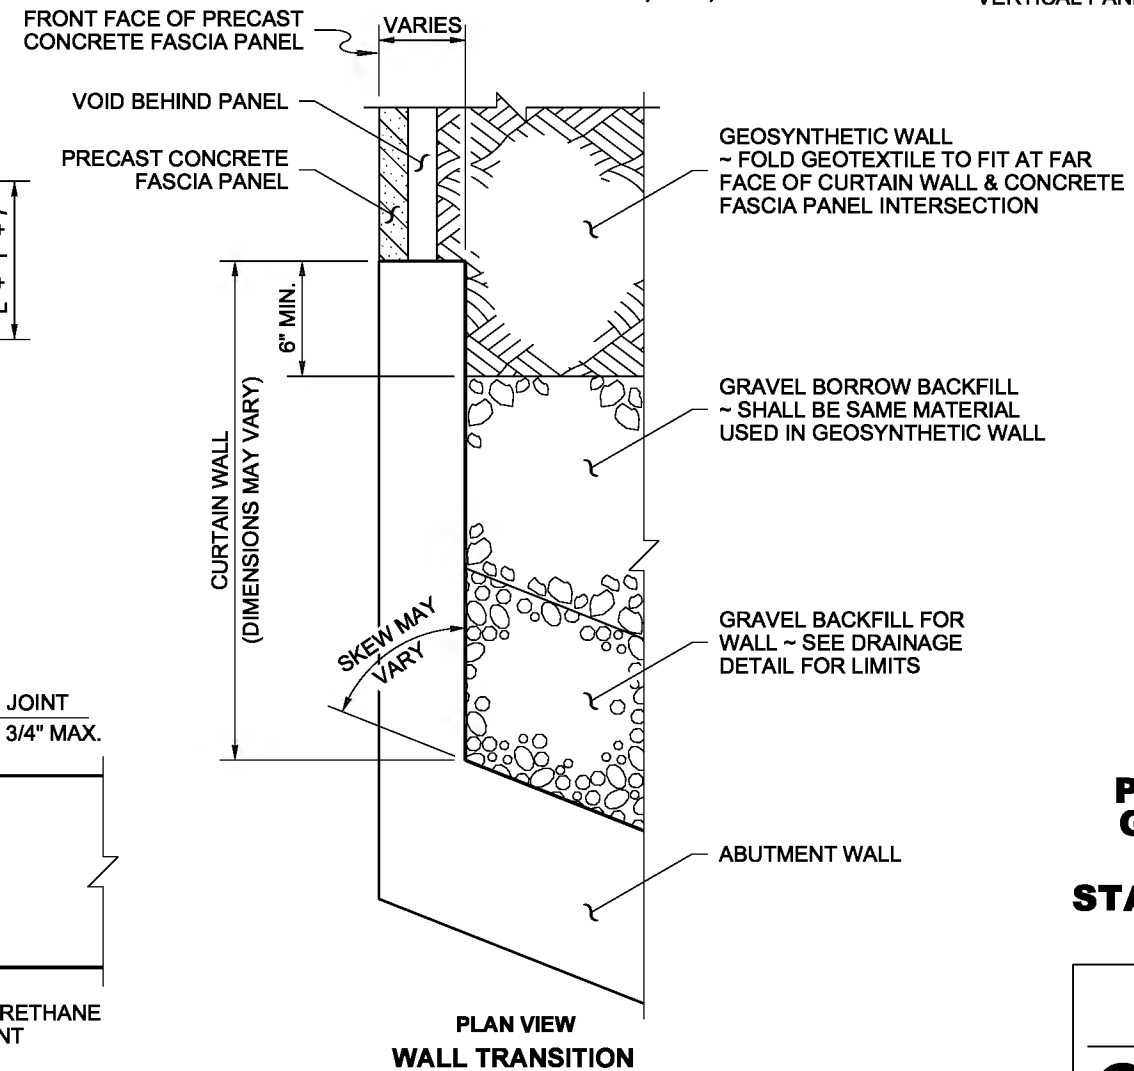 FRONT FACE OF PRECAST
CONCRETE FASCIA PANEL
VARIES
VOID BEHIND PANEL
PRECAST CONCRETE
FASCIA PANEL
GEOSYNTHETIC WALL
~ FOLD GEOTEXTILE TO FIT AT FAR
FACE OF CURTAIN WALL & CONCRETE
FASCIA PANEL INTERSECTION
6" MIN.
CURTAIN WALL
(DIMENSIONS MAY VARY)
GRAVEL BORROW BACKFILL
~ SHALL BE SAME MATERIAL
USED IN GEOSYNTHETIC WALL
SKEW MAY
VARY
GRAVEL BACKFILL FOR
WALL ~ SEE DRAINAGE
DETAIL FOR LIMITS
JOINT
3/4" MAX.
ABUTMENT WALL
RETHANE
NT
STA
PLAN VIEW
WALL TRANSITION